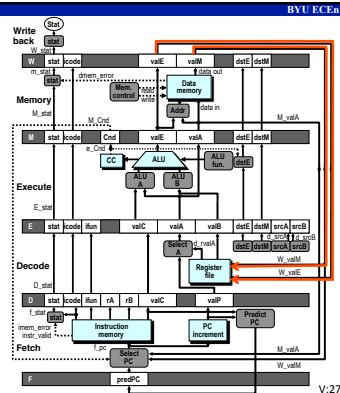 BYU ECEn
Write
back
Stat
stat
W_stat
W stat icode valE valM dstE dstM
m_stat
stat
dmem_error
data out
Data
memory
Mem.
control
read
write
data in
Memory
Addr
M_stat
M_Cnd
M_valA
M stat icode Cnd valE valA dstE dstM
e_Cnd
CC
ALU
ALU
fun.
dstE
ALU
A
ALU
B
Execute
E_stat
E stat icode ifun valC valA valB dstE dstM srcA srcB
d_rvalA
d_srcA
d_srcB
Select
A
dstE dstM srcA srcB
Decode
Register
file
W_valM
W_valE
D_stat
D stat icode ifun rA rB valC valP
f_stat
stat
Predict
PC
imem_error
instr_valid
Instruction
memory
PC
increment
Fetch
f_pc
Select
PC
M_valA
W_valM
F predPC
V:27